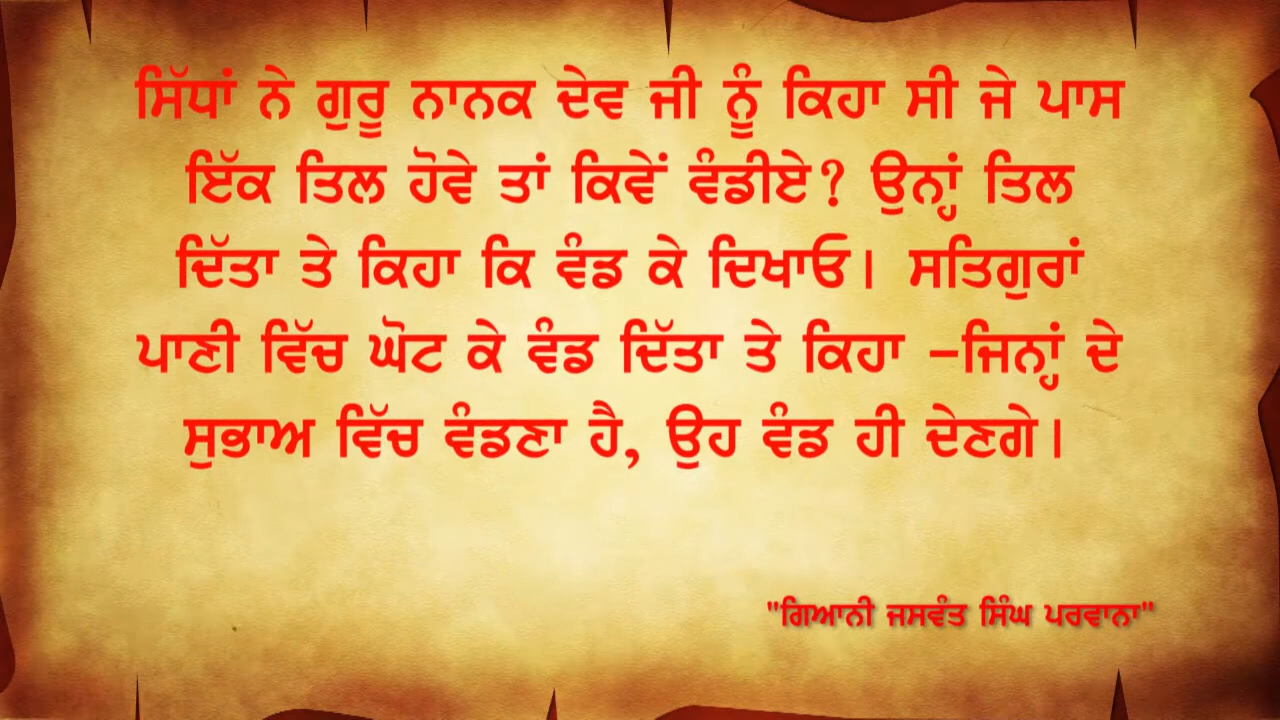 ਸਿੱਧਾਂ ਨੇ ਗੁਰੂ ਨਾਨਕ ਦੇਵ ਜੀ ਨੂੰ ਕਿਹਾ ਸੀ ਜੇ ਪਾਸ
ਇੱਕ ਤਿਲ ਹੋਵੇ ਤਾਂ ਕਿਵੇਂ ਵੰਡੀਏ? ਉਨ੍ਹਾਂ ਤਿਲ
ਦਿੱਤਾ ਤੇ ਕਿਹਾ ਕਿ ਵੰਡ ਕੇ ਦਿਖਾਓ। ਸਤਿਗੁਰਾਂ
ਪਾਣੀ ਵਿੱਚ ਘੋਟ ਕੇ ਵੰਡ ਦਿੱਤਾ ਤੇ ਕਿਹਾ -ਜਿਨ੍ਹਾਂ ਦੇ
ਸੁਭਾਅ ਵਿੱਚ ਵੰਡਣਾ ਹੈ, ਉਹ ਵੰਡ ਹੀ ਦੇਣਗੇ।
"ਗਿਆਨੀ ਜਸਵੰਤ ਸਿੰਘ ਪਰਵਾਨਾ"